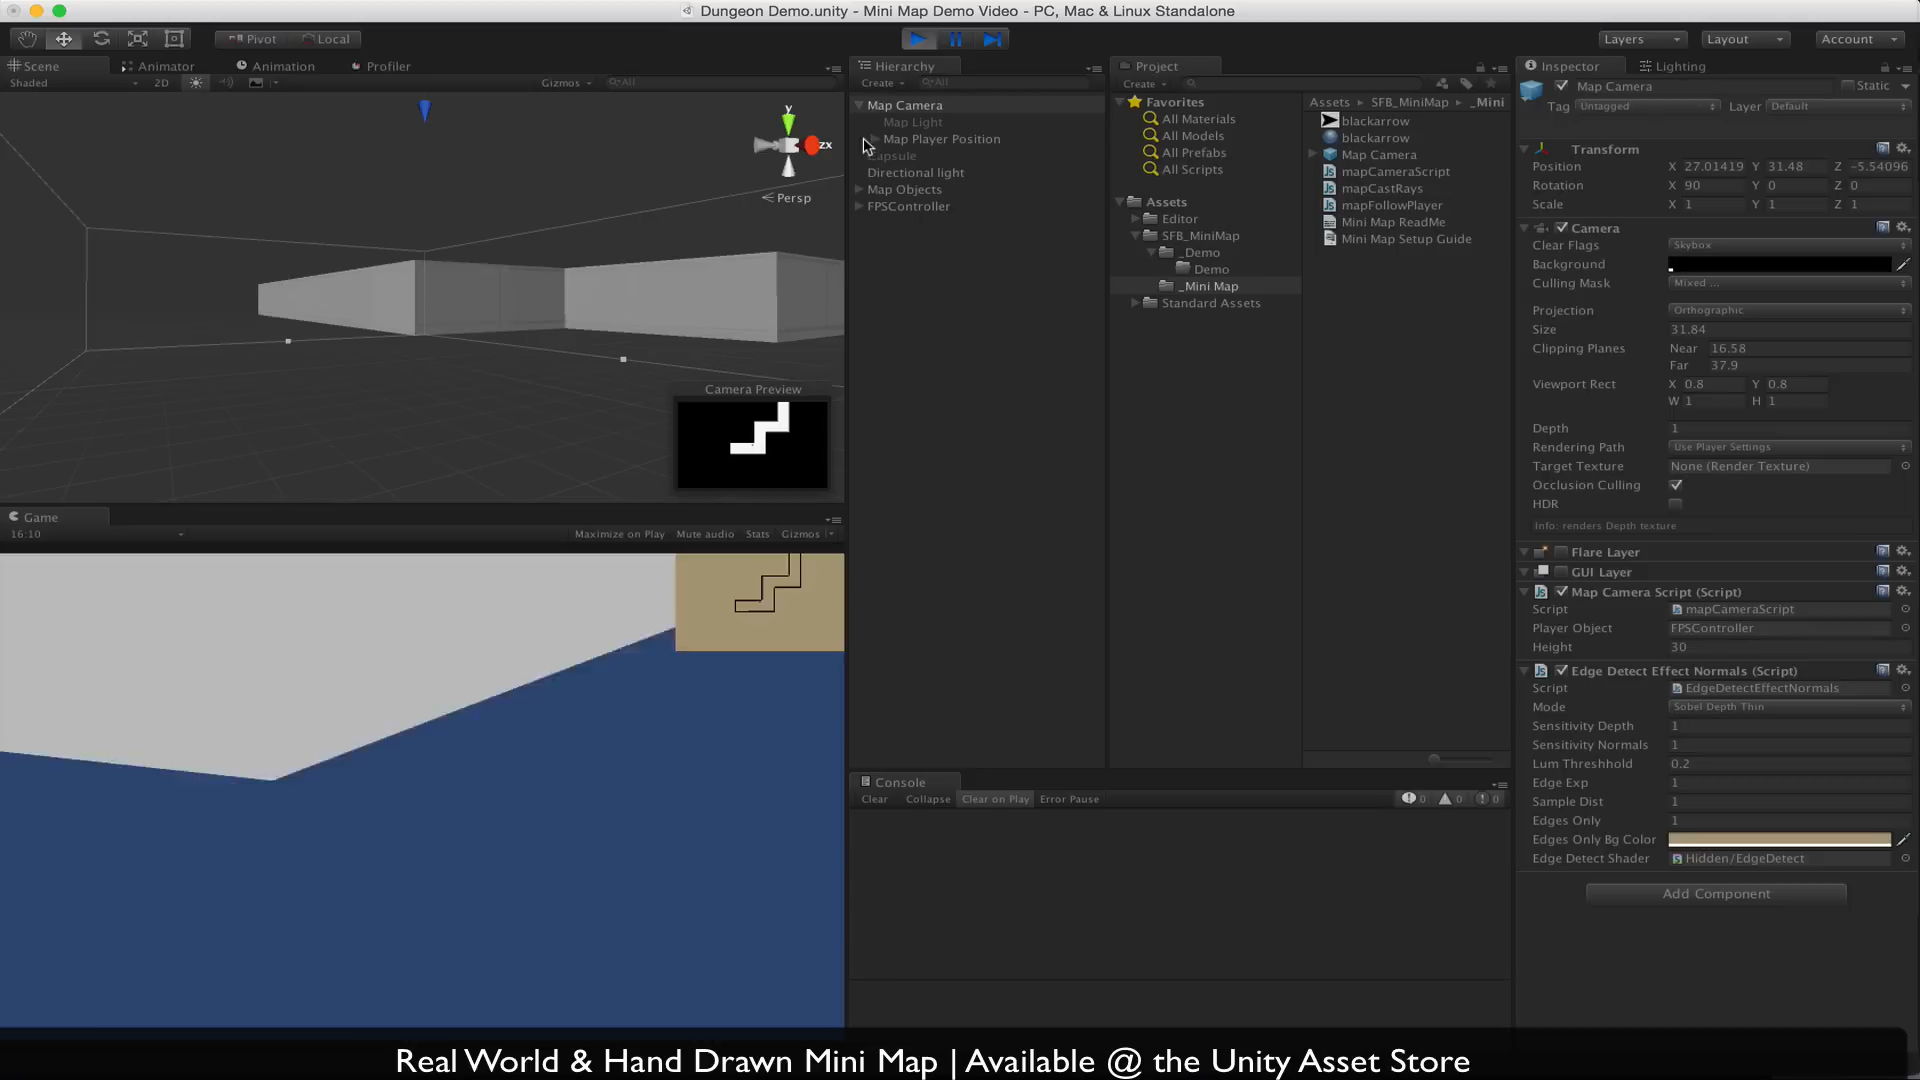 Dungeon Demo.unity - Mini Map Demo Video - PC, Mac & Linux Standalone
Pivot Local
Layers Layout Account
Scene Animator Animation Profiler
Shaded 2D Gizmos All
y
zx
Persp
Camera Preview
Game
16:10
Maximize on Play Mute audio Stats Gizmos
Hierarchy
Create All
Map Camera
Map Light
Map Player Position
Capsule
Directional light
Map Objects
FPSController
Project
Create
Favorites
All Materials
All Models
All Prefabs
All Scripts
Assets
Editor
SFB_MiniMap
_Demo
Demo
_Mini Map
Standard Assets
Assets SFB_MiniMap _Mini
blackarrow
blackarrow
Map Camera
mapCameraScript
mapCastRays
mapFollowPlayer
Mini Map ReadMe
Mini Map Setup Guide
Console
Clear Collapse Clear on Play Error Pause
0 0 0
Inspector Lighting
Map Camera Static
Tag Untagged Layer Default
Transform
Position X 27.01419 Y 31.48 Z -5.54096
Rotation X 90 Y 0 Z 0
Scale X 1 Y 1 Z 1
Camera
Clear Flags Skybox
Background
Culling Mask Mixed ...
Projection Orthographic
Size 31.84
Clipping Planes Near 16.58
Far 37.9
Viewport Rect X 0.8 Y 0.8
W 1 H 1
Depth 1
Rendering Path Use Player Settings
Target Texture None (Render Texture)
Occlusion Culling
HDR
Info: renders Depth texture
Flare Layer
GUI Layer
Map Camera Script (Script)
Script mapCameraScript
Player Object FPSController
Height 30
Edge Detect Effect Normals (Script)
Script EdgeDetectEffectNormals
Mode Sobel Depth Thin
Sensitivity Depth 1
Sensitivity Normals 1
Lum Threshhold 0.2
Edge Exp 1
Sample Dist 1
Edges Only 1
Edges Only Bg Color
Edge Detect Shader Hidden/EdgeDetect
Add Component
Real World & Hand Drawn Mini Map | Available @ the Unity Asset Store